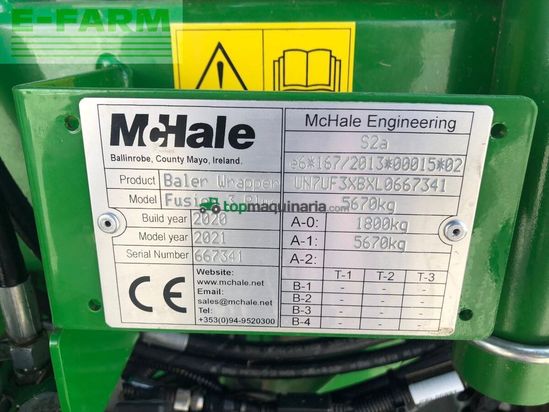 E-FARM
McHale
Ballinrobe, County Mayo, Ireland.
McHale Engineering
S2a
e6*167/2013*00015*02
Product Baler Wrapper
UN7UF3XBXL0667341
Model Fusion 3 Plus
5670kg
topmaquinaria.com
Build year 2020
A-0: 1800kg
Model year 2021
A-1: 5670kg
Serial Number 667341
A-2:
T-1 T-2 T-3
B-1 - - -
B-2 - - -
B-3 - - -
B-4 - - -
CE
Website:
www.mchale.net
Email:
sales@mchale.net
Tel:
+353(0)94-9520300